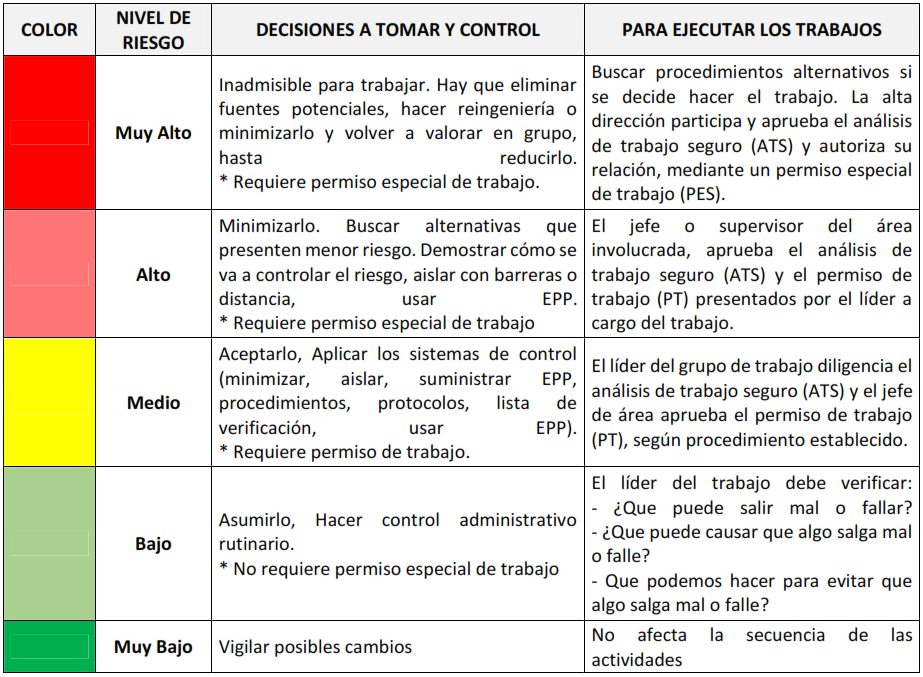 COLOR
NIVEL DE
RIESGO
DECISIONES A TOMAR Y CONTROL
PARA EJECUTAR LOS TRABAJOS
Muy Alto
Inadmisible para trabajar. Hay que eliminar
fuentes potenciales, hacer reingeniería o
minimizarlo y volver a valorar en grupo,
hasta reducirlo.
* Requiere permiso especial de trabajo.
Buscar procedimientos alternativos si
se decide hacer el trabajo. La alta
dirección participa y aprueba el análisis
de trabajo seguro (ATS) y autoriza su
relación, mediante un permiso especial
de trabajo (PES).
Alto
Minimizarlo. Buscar alternativas que
presenten menor riesgo. Demostrar cómo se
va a controlar el riesgo, aislar con barreras o
distancia, usar EPP.
* Requiere permiso especial de trabajo
El jefe o supervisor del área
involucrada, aprueba el análisis de
trabajo seguro (ATS) y el permiso de
trabajo (PT) presentados por el líder a
cargo del trabajo.
Medio
Aceptarlo, Aplicar los sistemas de control
(minimizar, aislar, suministrar EPP,
procedimientos, protocolos, lista de
verificación, usar EPP).
* Requiere permiso de trabajo.
El líder del grupo de trabajo diligencia el
análisis de trabajo seguro (ATS) y el jefe
de área aprueba el permiso de trabajo
(PT), según procedimiento establecido.
Bajo
Asumirlo, Hacer control administrativo
rutinario.
* No requiere permiso especial de trabajo
El líder del trabajo debe verificar:
- ¿Que puede salir mal o fallar?
- ¿Que puede causar que algo salga mal
o falle?
- Que podemos hacer para evitar que
algo salga mal o falle?
Muy Bajo
Vigilar posibles cambios
No afecta la secuencia de las
actividades